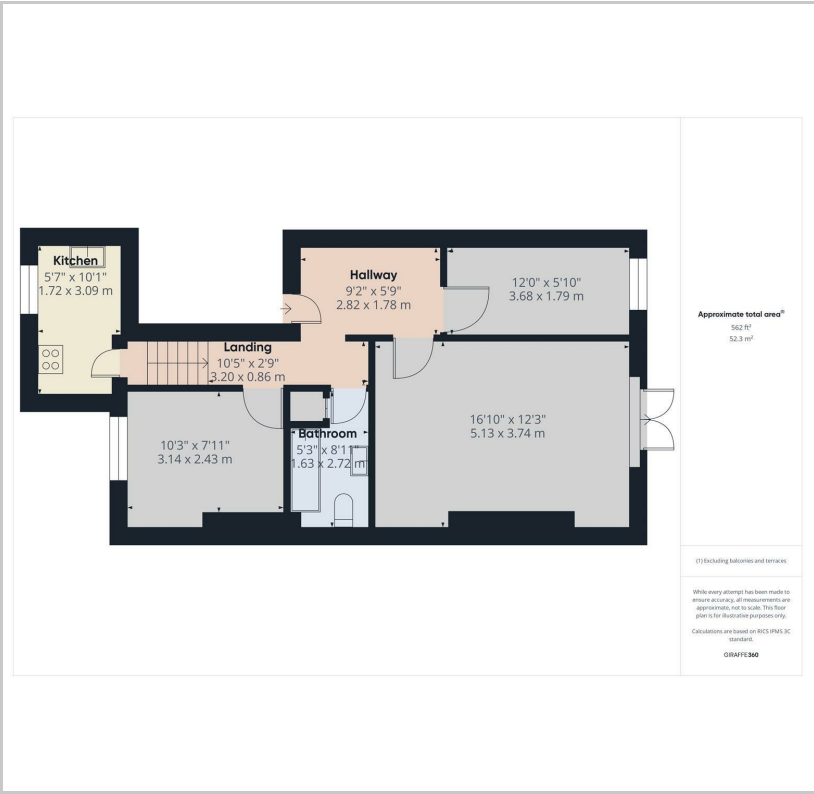 Kitchen
5'7" x 10'1"
1.72 x 3.09 m
Hallway
9'2" x 5'9"
2.82 x 1.78 m
12'0" x 5'10"
3.68 x 1.79 m
Landing
10'5" x 2'9"
3.20 x 0.86 m
10'3" x 7'11"
3.14 x 2.43 m
Bathroom
5'3" x 8'11"
1.63 x 2.72 m
16'10" x 12'3"
5.13 x 3.74 m
Approximate total area⁽¹⁾
562 ft²
52.3 m²
(1) Excluding balconies and terraces
While every attempt has been made to
ensure accuracy, all measurements are
approximate, not to scale. This floor
plan is for illustrative purposes only.
Calculations are based on RICS IPMS 3C
standard.
GIRAFFE360